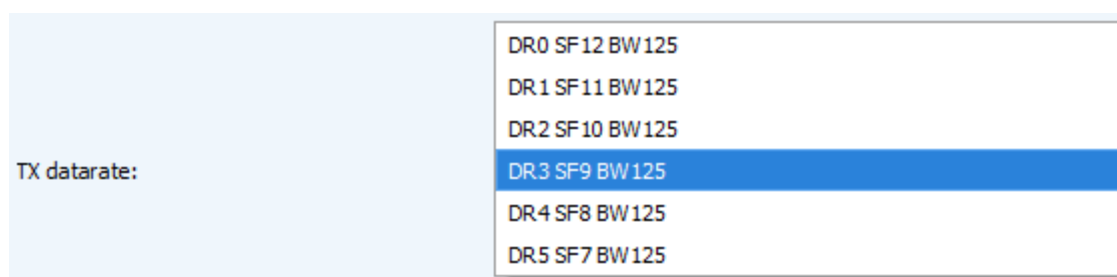 DR0 SF12 BW125
DR1 SF11 BW125
DR2 SF10 BW125
TX datarate:
DR3 SF9 BW125
DR4 SF8 BW125
DR5 SF7 BW125